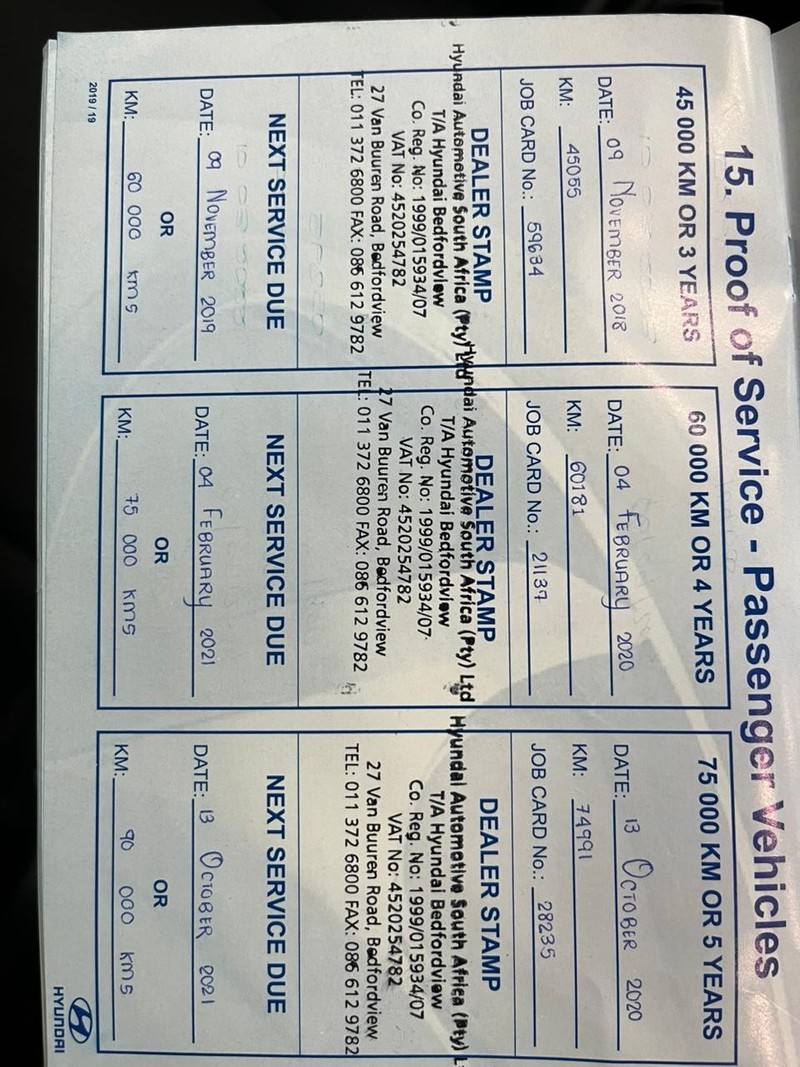 15. Proof of Service - Passenger Vehicles
45 000 KM OR 3 YEARS
DATE: 09 NOVEMBER 2018
KM: 45055
JOB CARD No.: 59634
DEALER STAMP
Hyundai Automotive South Africa (Pty) Ltd
T/A Hyundai Bedfordview
Co. Reg. No: 1999/015934/07
VAT No: 4520254782
27 Van Buuren Road, Bedfordview
TEL: 011 372 6800 FAX: 086 612 9782
NEXT SERVICE DUE
DATE: 09 NOVEMBER 2019
OR
KM: 60 000 kms
60 000 KM OR 4 YEARS
DATE: 04 FEBRUARY 2020
KM: 60181
JOB CARD No.: 21137
DEALER STAMP
Hyundai Automotive South Africa (Pty) Ltd
T/A Hyundai Bedfordview
Co. Reg. No: 1999/015934/07
VAT No: 4520254782
27 Van Buuren Road, Bedfordview
TEL: 011 372 6800 FAX: 086 612 9782
NEXT SERVICE DUE
DATE: 04 FEBRUARY 2021
OR
KM: 75 000 kms
75 000 KM OR 5 YEARS
DATE: 13 OCTOBER 2020
KM: 74991
JOB CARD No.: 28235
DEALER STAMP
Hyundai Automotive South Africa (Pty) L
T/A Hyundai Bedfordview
Co. Reg. No: 1999/015934/07
VAT No: 4520254782
27 Van Buuren Road, Bedfordview
TEL: 011 372 6800 FAX: 086 612 9782
NEXT SERVICE DUE
DATE: 13 OCTOBER 2021
OR
KM: 90 000 kms
2019 / 19
HYUNDAI